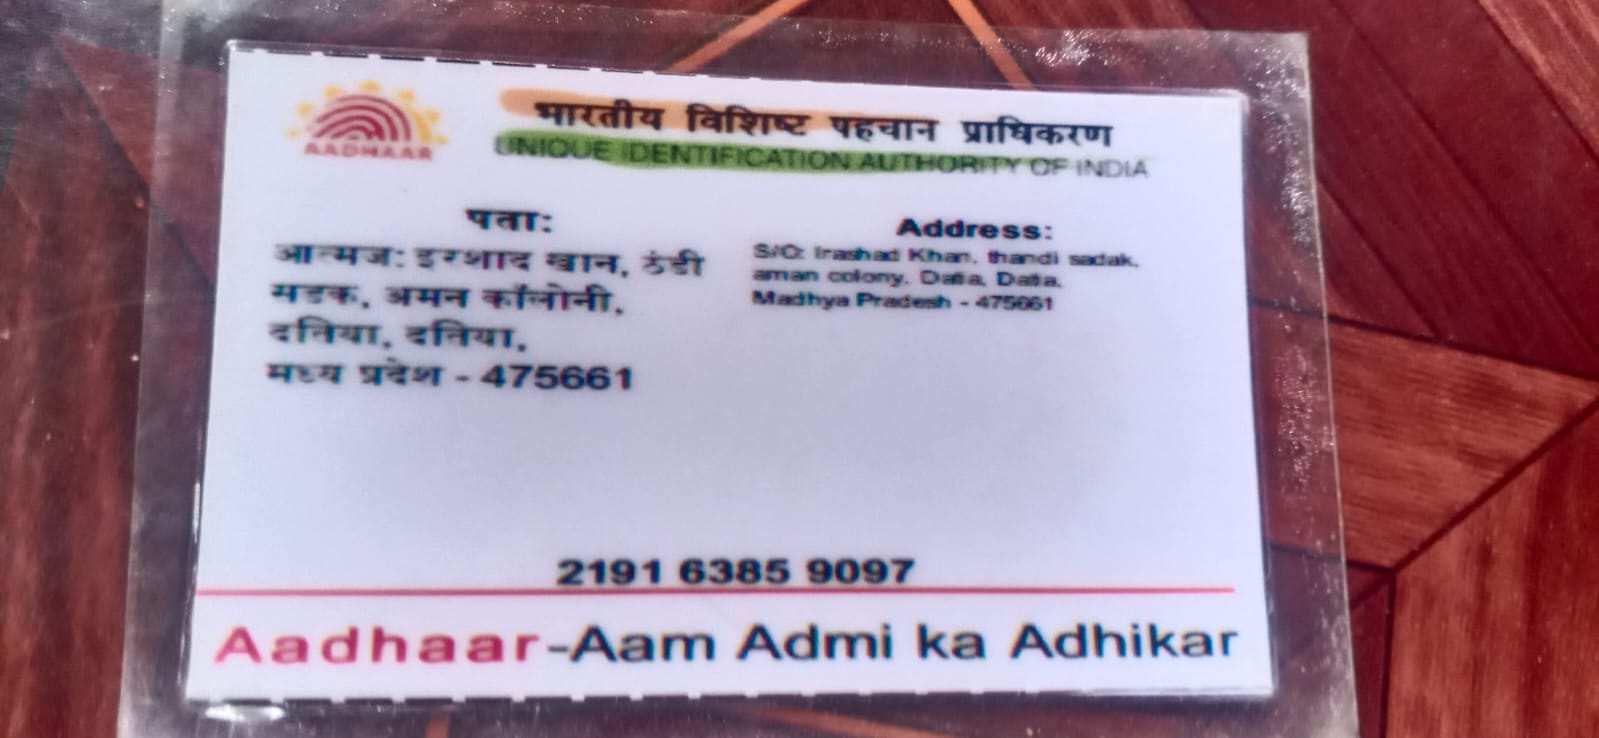 AADHAAR
भारतीय विशिष्ट पहचान प्राधिकरण
UNIQUE IDENTIFICATION AUTHORITY OF INDIA
पता:
आत्मज: इरशाद खान, ठंडी
सडक, अमन कॉलोनी,
दतिया, दतिया,
मध्य प्रदेश - 475661
Address:
S/O: Irashad Khan, thandi sadak,
aman colony, Datia, Datia,
Madhya Pradesh - 475661
2191 6385 9097
Aadhaar-Aam Admi ka Adhikar